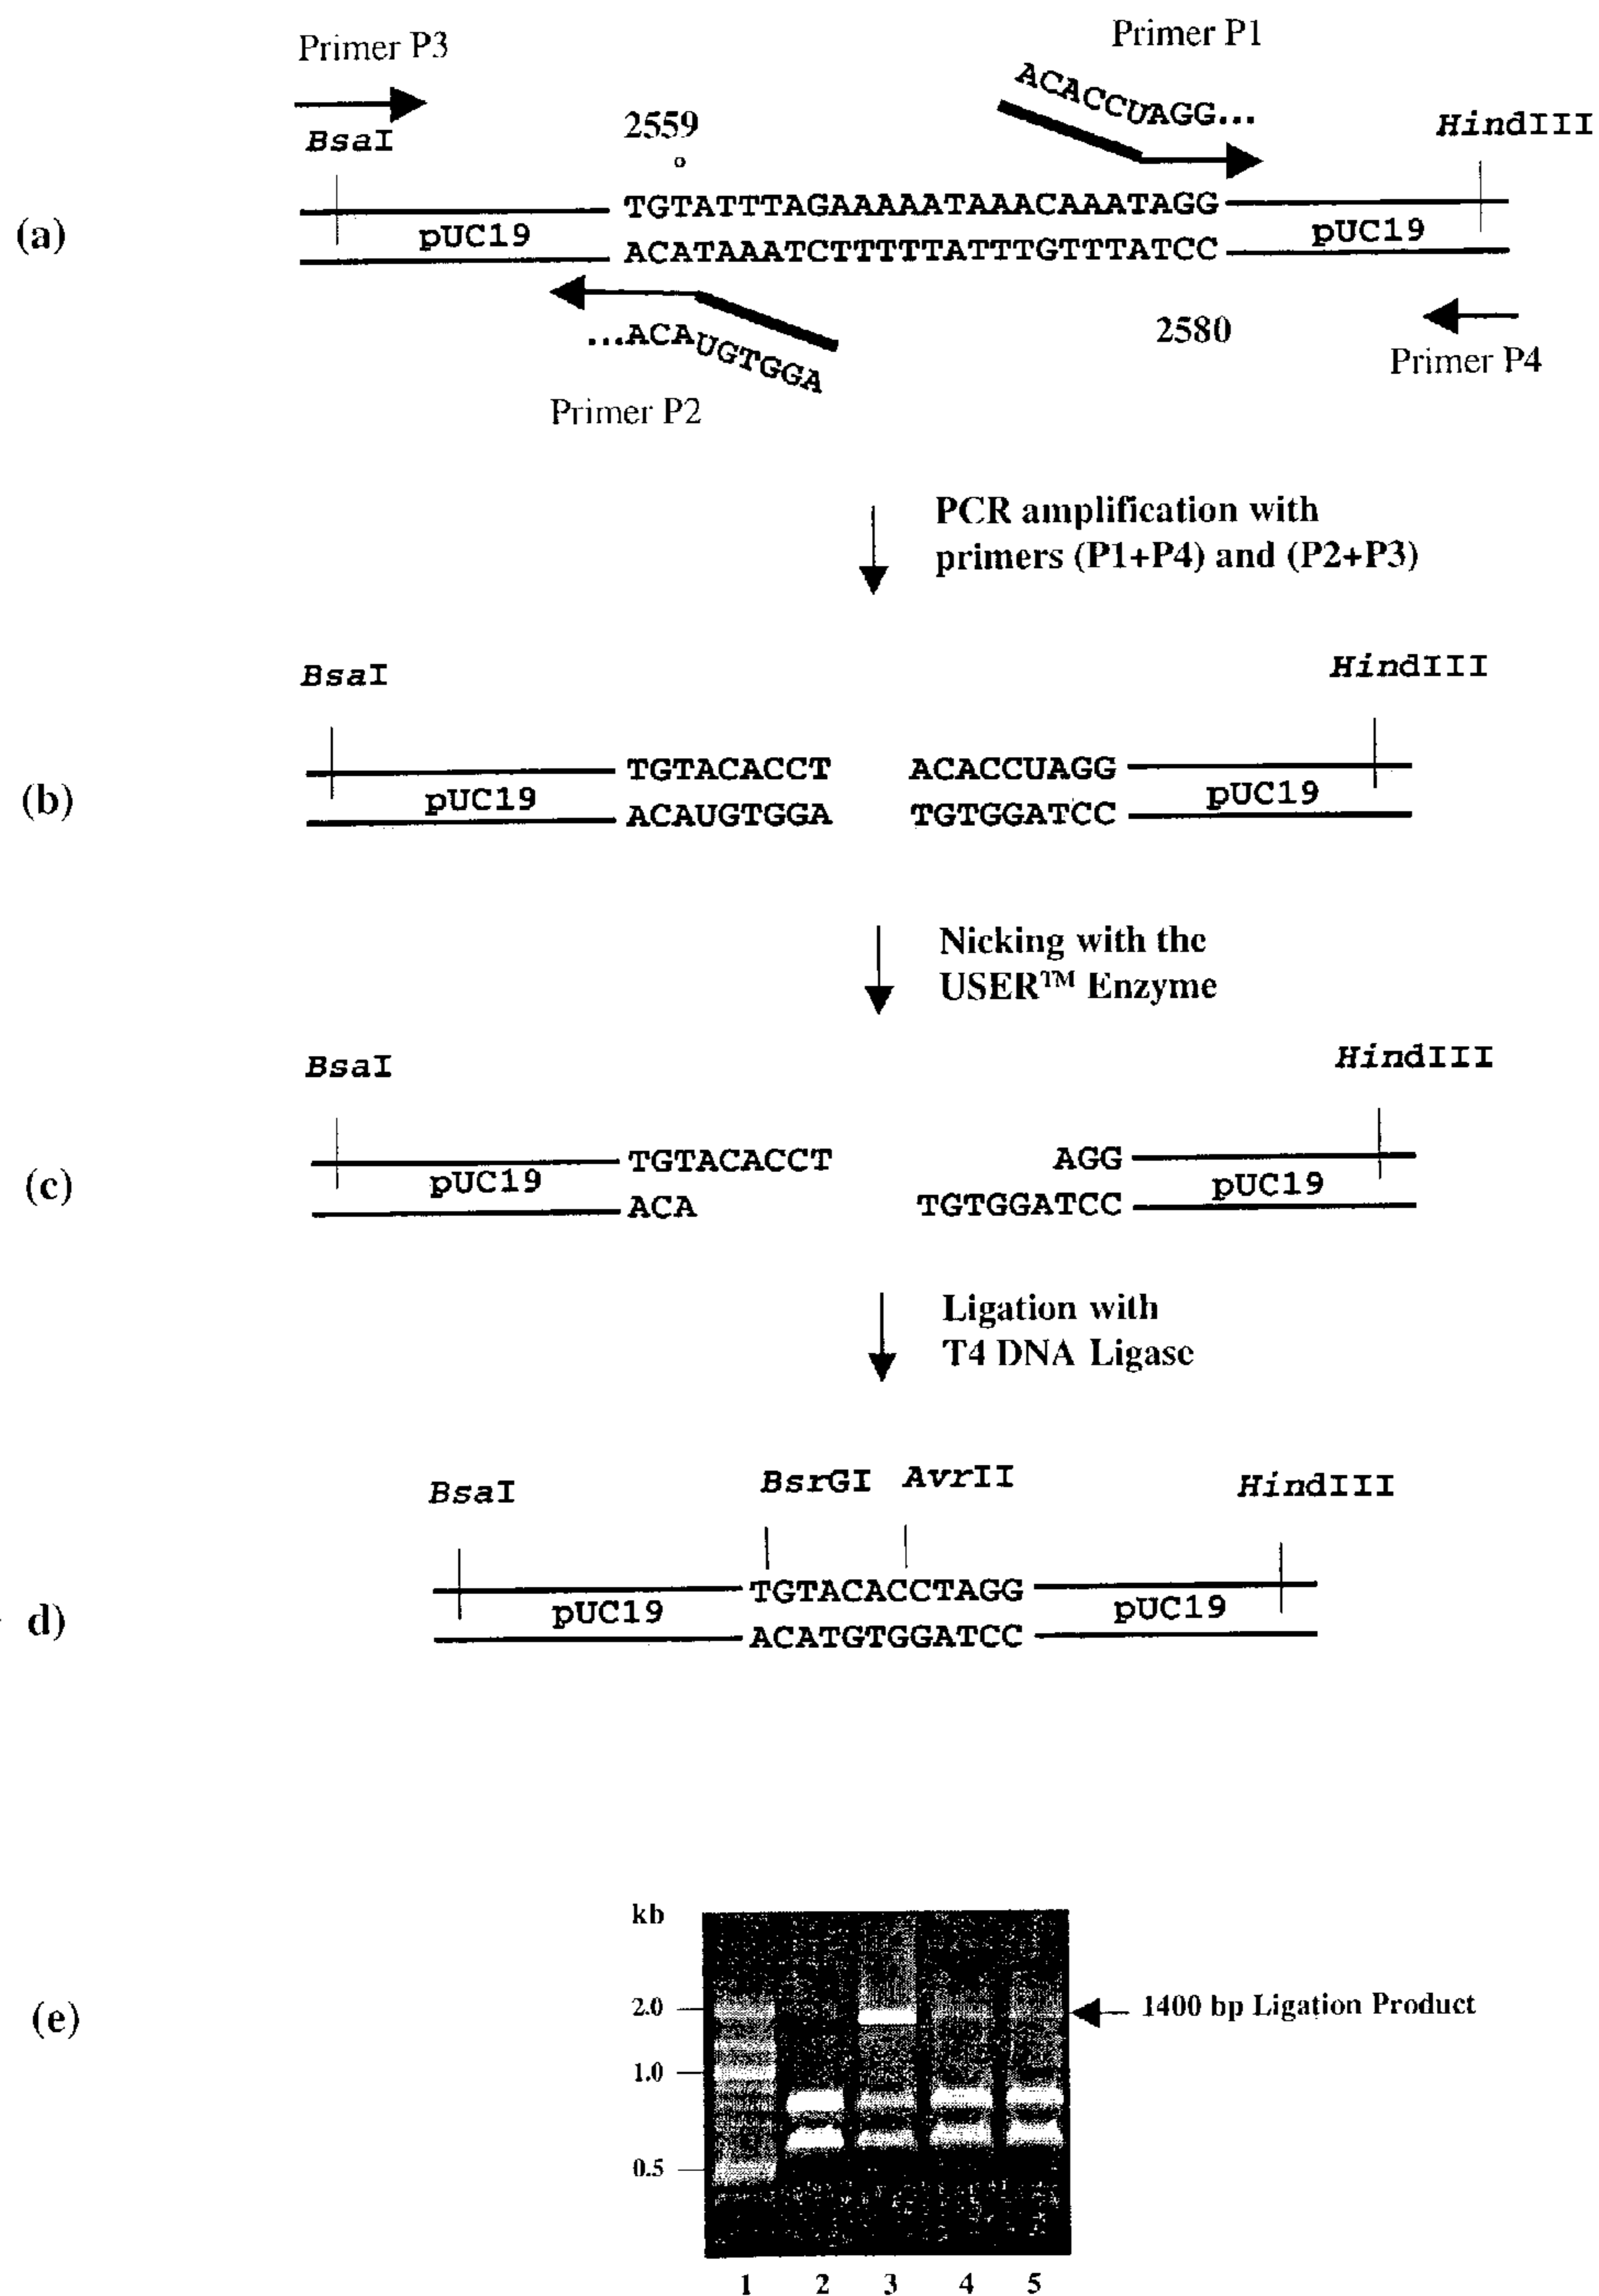 Primer P3
Primer P1
ACACCUAGG...
2559
BsaI
HindIII
(a)
TGTATTTAGAAAAATAAACAAATAGG
pUC19
pUC19
ACATAAATCTTTTTATTTGTTTATCC
...ACAUGTGGA
2580
Primer P4
Primer P2
PCR amplification with
primers (P1+P4) and (P2+P3)
BsaI
HindIII
(b)
TGTACACCT
ACACCUAGG
pUC19
pUC19
ACAUGTGGA
TGTGGATCC
Nicking with the
USER™ Enzyme
BsaI
HindIII
(c)
TGTACACCT
AGG
pUC19
pUC19
ACA
TGTGGATCC
Ligation with
T4 DNA Ligase
BsaI
BsrGI
AvrII
HindIII
d)
TGTACACCTAGG
pUC19
pUC19
ACATGTGGATCC
(e)
kb
2.0
1400 bp Ligation Product
1.0
0.5
1 2 3 4 5